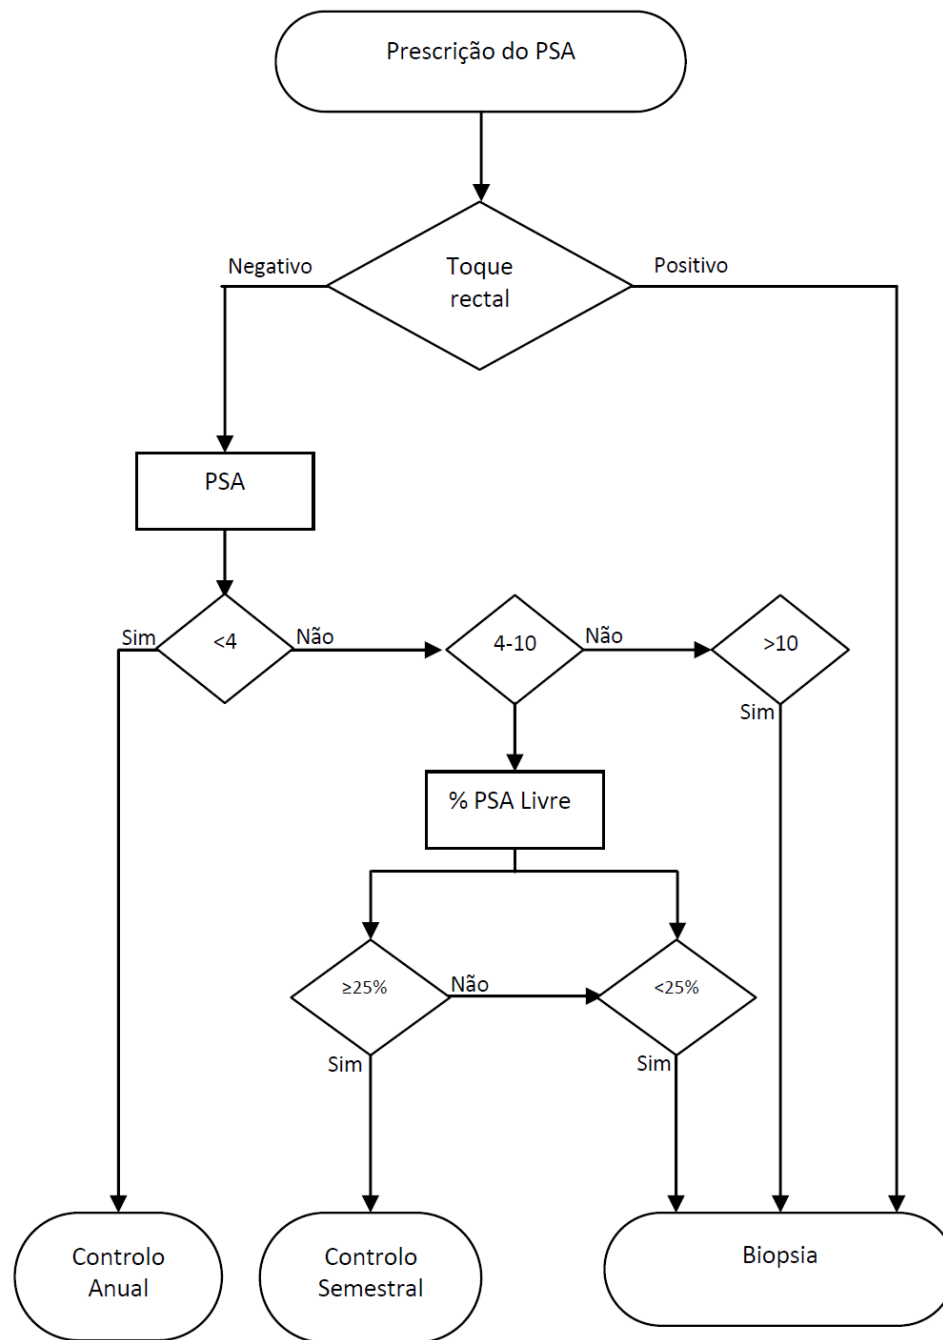 Prescrição do PSA
Negativo
Toque
rectal
Positivo
PSA
Sim
<4
Não
4-10
Não
>10
Sim
% PSA Livre
≥25%
Não
<25%
Sim
Sim
Controlo
Anual
Controlo
Semestral
Biopsia